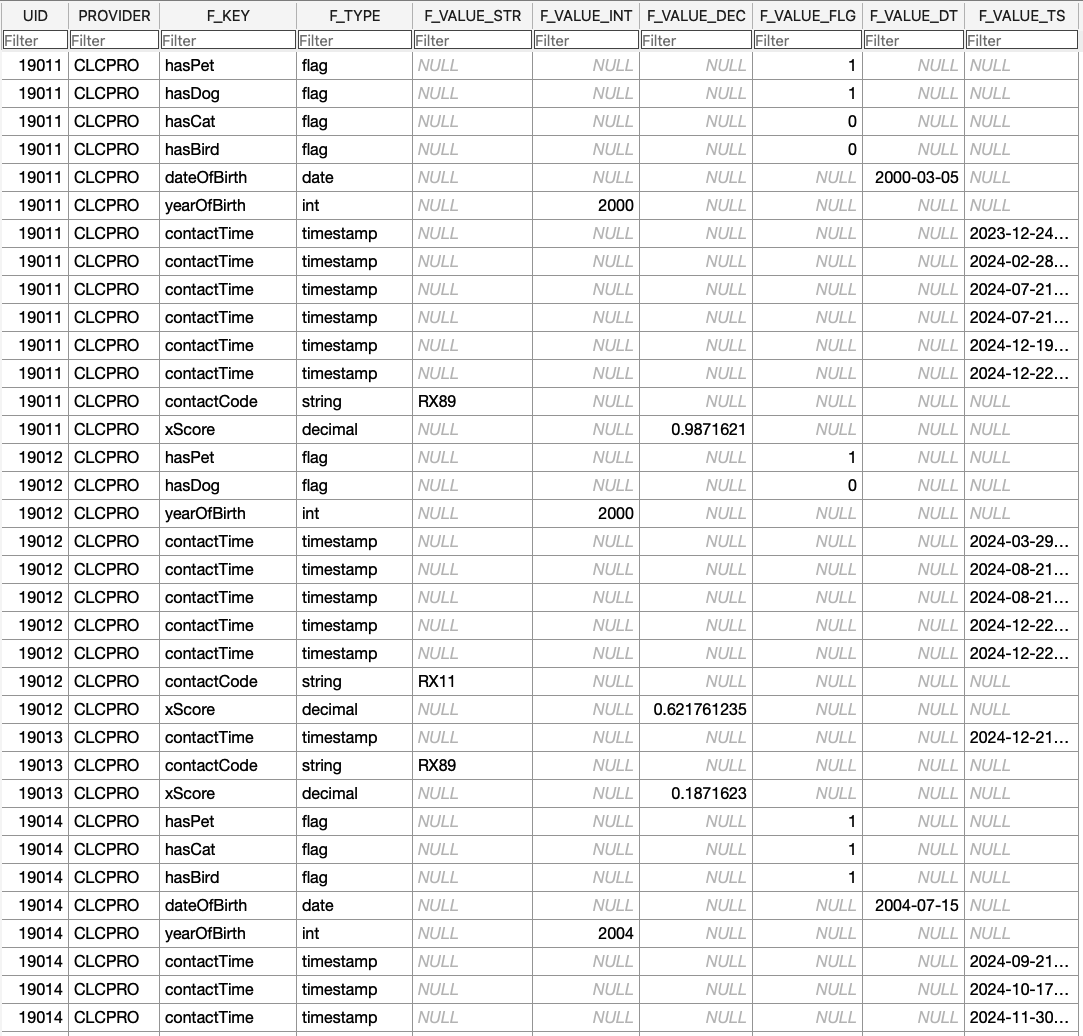 UID PROVIDER F_KEY F_TYPE F_VALUE_STR F_VALUE_INT F_VALUE_DEC F_VALUE_FLG F_VALUE_DT F_VALUE_TS
Filter Filter Filter Filter Filter Filter Filter Filter Filter Filter
19011 CLCPRO hasPet flag NULL NULL NULL 1 NULL NULL
19011 CLCPRO hasDog flag NULL NULL NULL 1 NULL NULL
19011 CLCPRO hasCat flag NULL NULL NULL 0 NULL NULL
19011 CLCPRO hasBird flag NULL NULL NULL 0 NULL NULL
19011 CLCPRO dateOfBirth date NULL NULL NULL NULL 2000-03-05 NULL
19011 CLCPRO yearOfBirth int NULL 2000 NULL NULL NULL NULL
19011 CLCPRO contactTime timestamp NULL NULL NULL NULL NULL 2023-12-24...
19011 CLCPRO contactTime timestamp NULL NULL NULL NULL NULL 2024-02-28...
19011 CLCPRO contactTime timestamp NULL NULL NULL NULL NULL 2024-07-21...
19011 CLCPRO contactTime timestamp NULL NULL NULL NULL NULL 2024-07-21...
19011 CLCPRO contactTime timestamp NULL NULL NULL NULL NULL 2024-12-19...
19011 CLCPRO contactTime timestamp NULL NULL NULL NULL NULL 2024-12-22...
19011 CLCPRO contactCode string RX89 NULL NULL NULL NULL NULL
19011 CLCPRO xScore decimal NULL NULL 0.9871621 NULL NULL NULL
19012 CLCPRO hasPet flag NULL NULL NULL 1 NULL NULL
19012 CLCPRO hasDog flag NULL NULL NULL 0 NULL NULL
19012 CLCPRO yearOfBirth int NULL 2000 NULL NULL NULL NULL
19012 CLCPRO contactTime timestamp NULL NULL NULL NULL NULL 2024-03-29...
19012 CLCPRO contactTime timestamp NULL NULL NULL NULL NULL 2024-08-21...
19012 CLCPRO contactTime timestamp NULL NULL NULL NULL NULL 2024-08-21...
19012 CLCPRO contactTime timestamp NULL NULL NULL NULL NULL 2024-12-22...
19012 CLCPRO contactTime timestamp NULL NULL NULL NULL NULL 2024-12-22...
19012 CLCPRO contactCode string RX11 NULL NULL NULL NULL NULL
19012 CLCPRO xScore decimal NULL NULL 0.621761235 NULL NULL NULL
19013 CLCPRO contactTime timestamp NULL NULL NULL NULL NULL 2024-12-21...
19013 CLCPRO contactCode string RX89 NULL NULL NULL NULL NULL
19013 CLCPRO xScore decimal NULL NULL 0.1871623 NULL NULL NULL
19014 CLCPRO hasPet flag NULL NULL NULL 1 NULL NULL
19014 CLCPRO hasCat flag NULL NULL NULL 1 NULL NULL
19014 CLCPRO hasBird flag NULL NULL NULL 1 NULL NULL
19014 CLCPRO dateOfBirth date NULL NULL NULL NULL 2004-07-15 NULL
19014 CLCPRO yearOfBirth int NULL 2004 NULL NULL NULL NULL
19014 CLCPRO contactTime timestamp NULL NULL NULL NULL NULL 2024-09-21...
19014 CLCPRO contactTime timestamp NULL NULL NULL NULL NULL 2024-10-17...
19014 CLCPRO contactTime timestamp NULL NULL NULL NULL NULL 2024-11-30...